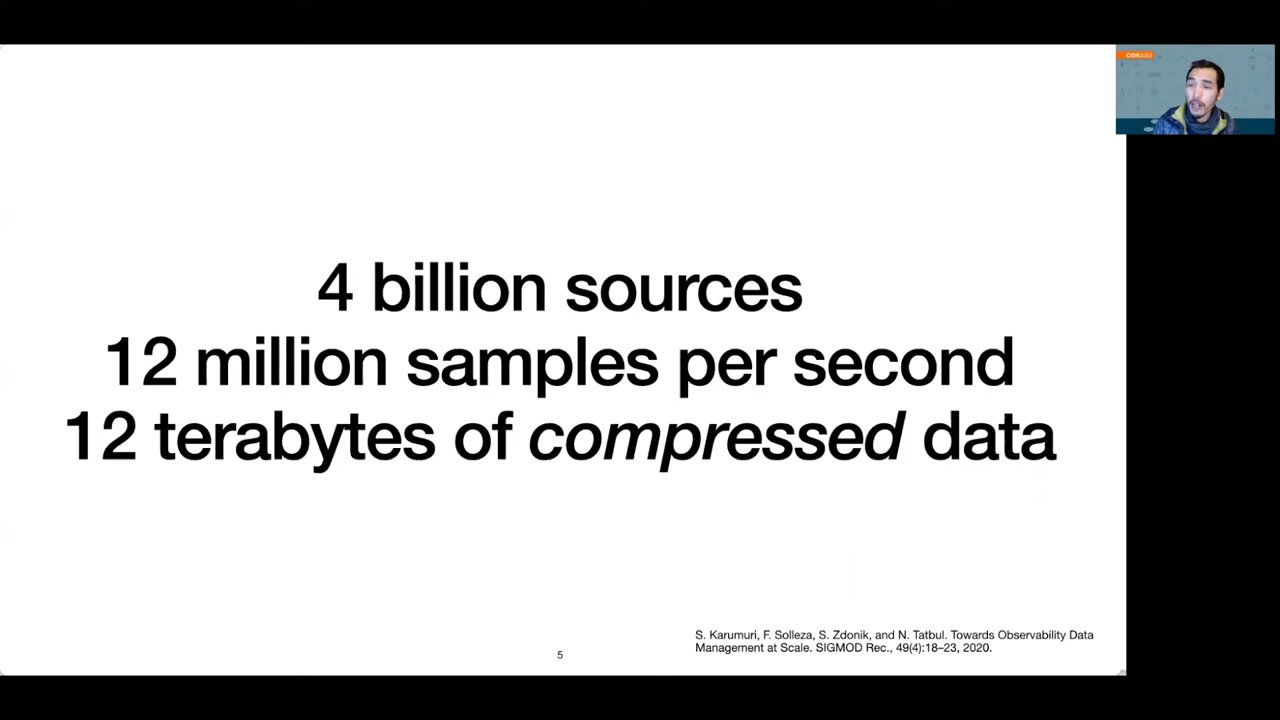 CIDR2022
4 billion sources
12 million samples per second
12 terabytes of compressed data
S. Karumuri, F. Solleza, S. Zdonik, and N. Tatbul. Towards Observability Data
Management at Scale. SIGMOD Rec., 49(4):18–23, 2020.
5